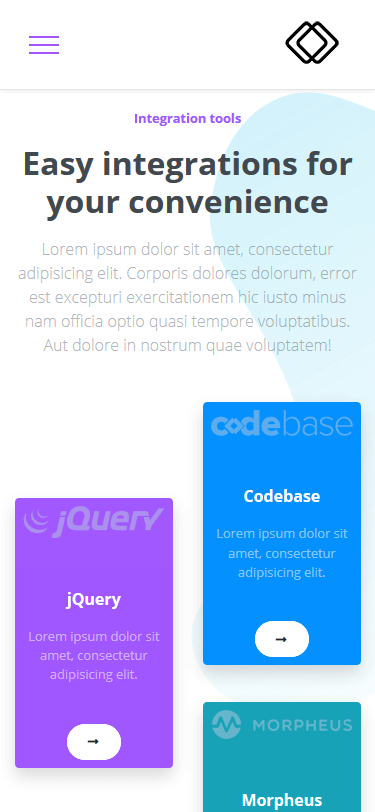 Integration tools
Easy integrations for
your convenience
Lorem ipsum dolor sit amet, consectetur
adipisicing elit. Corporis dolores dolorum, error
est excepturi exercitationem hic iusto minus
nam officia optio quasi tempore voluptatibus.
Aut dolore in nostrum quae voluptatem!
codebase
Codebase
Lorem ipsum dolor sit
amet, consectetur
adipisicing elit.
jQuery
jQuery
Lorem ipsum dolor sit
amet, consectetur
adipisicing elit.
MORPHEUS
Morpheus